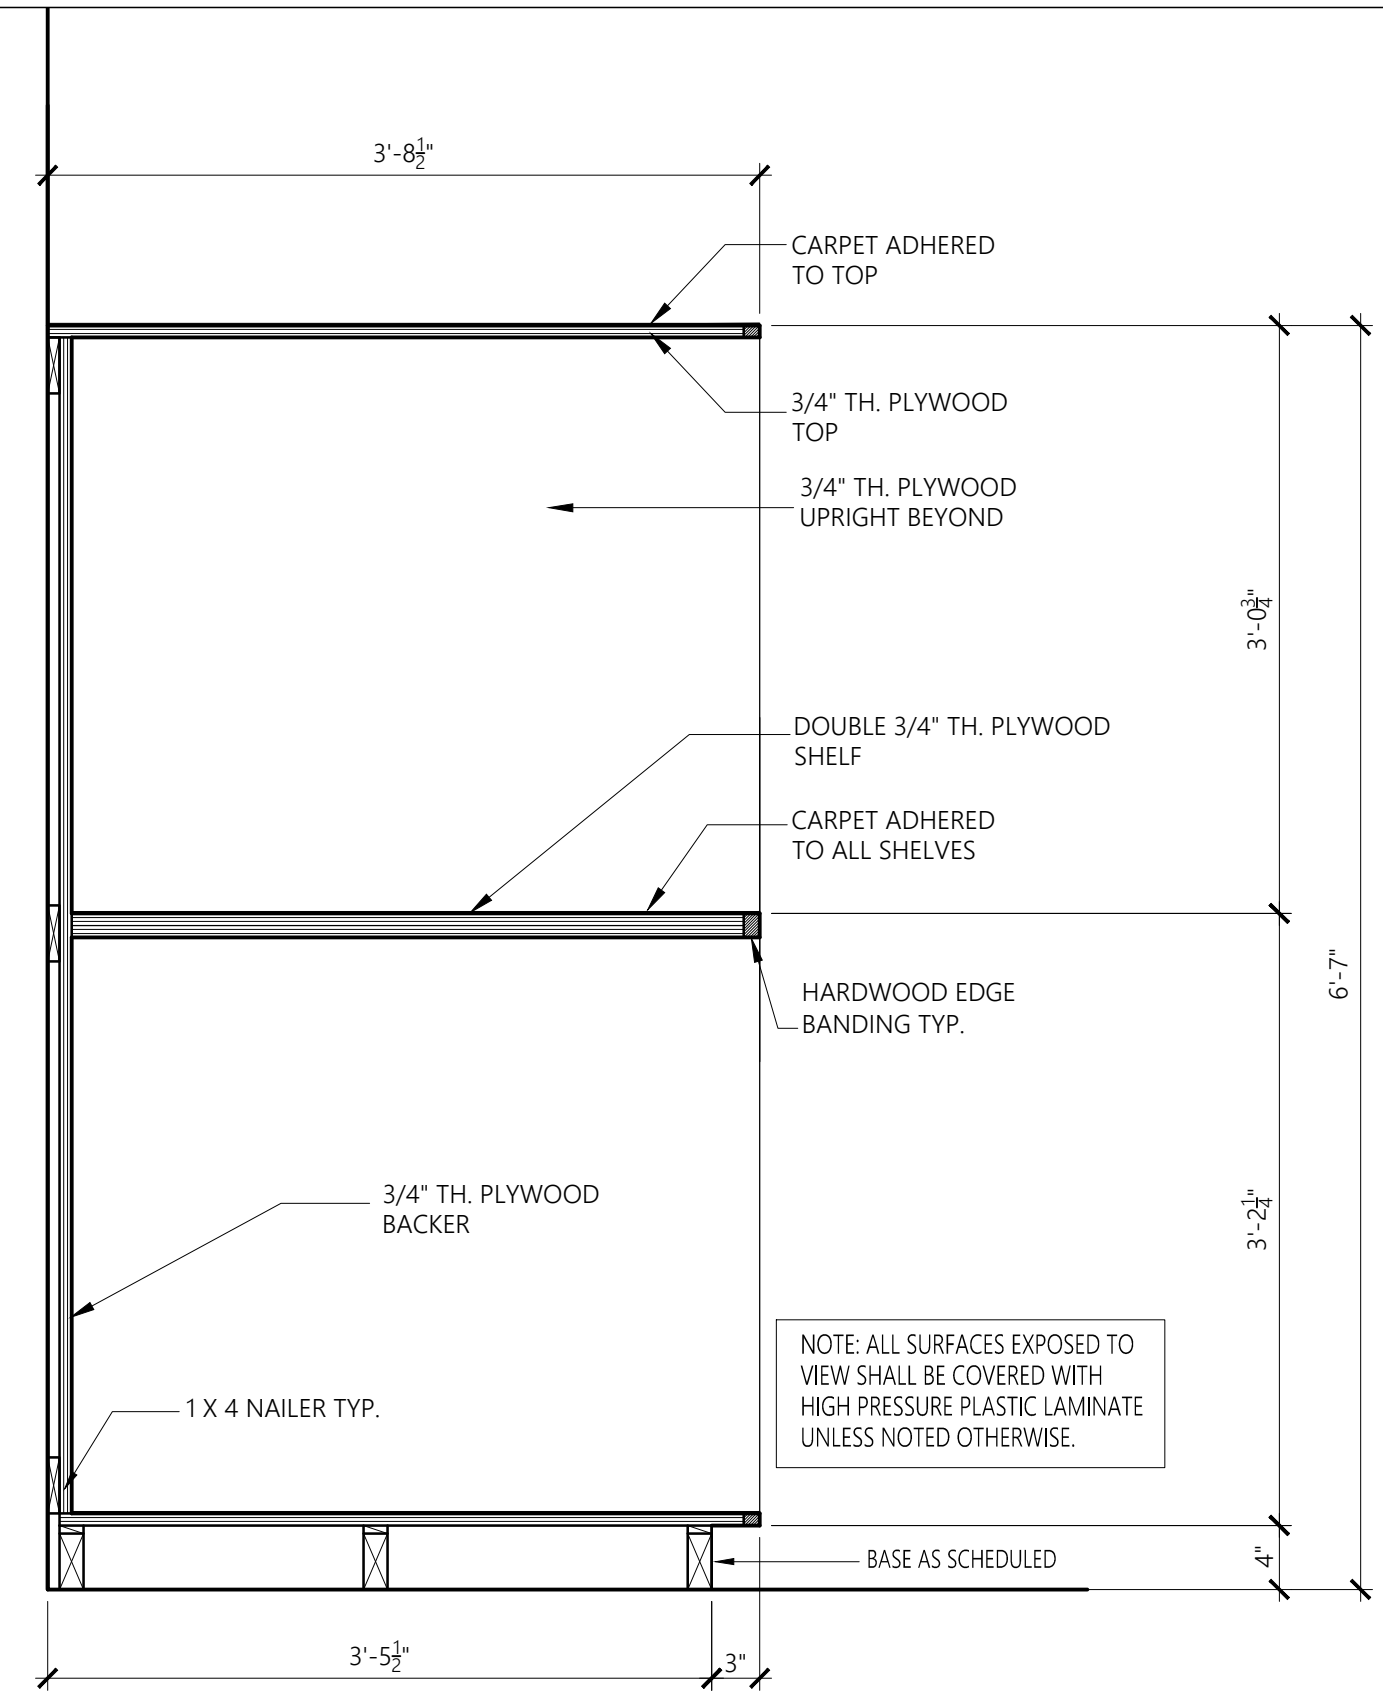 3'-8½"
CARPET ADHERED
TO TOP
3/4" TH. PLYWOOD
TOP
3/4" TH. PLYWOOD
UPRIGHT BEYOND
3'-0¾"
DOUBLE 3/4" TH. PLYWOOD
SHELF
CARPET ADHERED
TO ALL SHELVES
6'-7"
HARDWOOD EDGE
BANDING TYP.
3/4" TH. PLYWOOD
BACKER
3'-2¼"
NOTE: ALL SURFACES EXPOSED TO
VIEW SHALL BE COVERED WITH
HIGH PRESSURE PLASTIC LAMINATE
UNLESS NOTED OTHERWISE.
1 X 4 NAILER TYP.
BASE AS SCHEDULED
4"
3'-5½"
3"